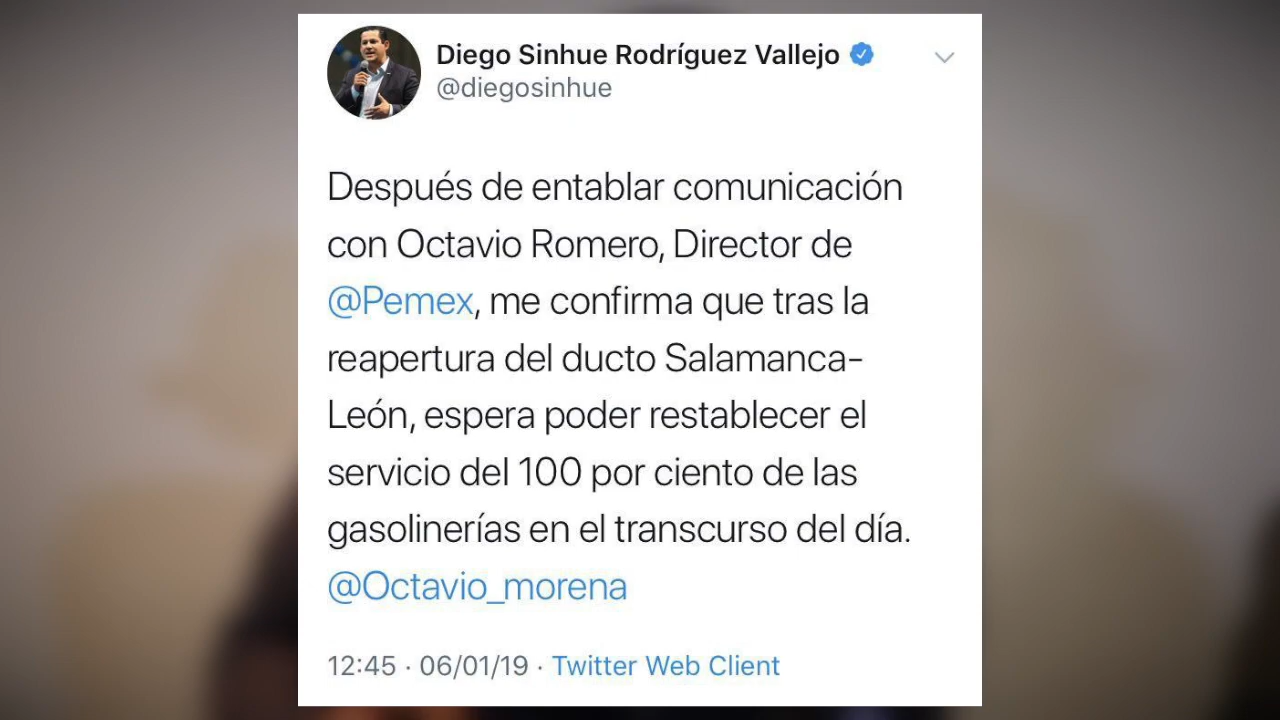 Diego Sinhue Rodríguez Vallejo
@diegosinhue
Después de entablar comunicación
con Octavio Romero, Director de
@Pemex, me confirma que tras la
reapertura del ducto Salamanca-
León, espera poder restablecer el
servicio del 100 por ciento de las
gasolinerías en el transcurso del día.
@Octavio_morena
12:45 · 06/01/19 · Twitter Web Client